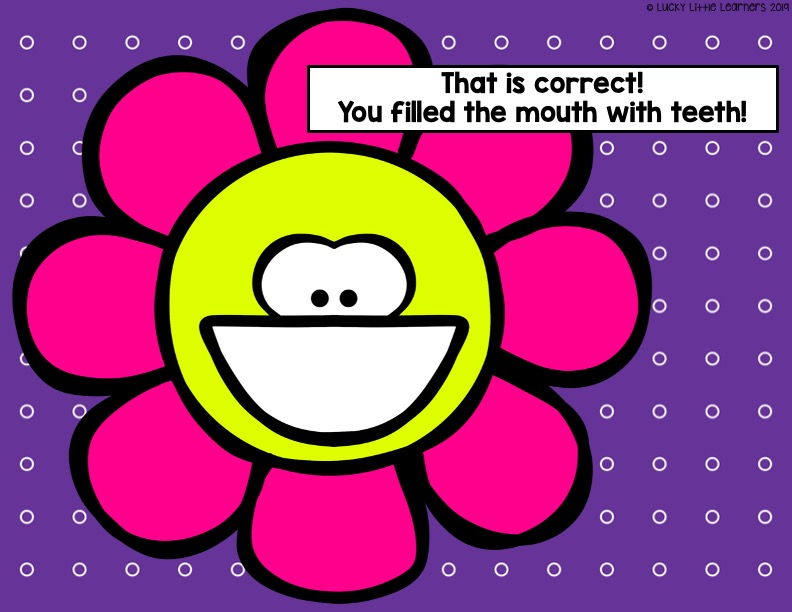 © Lucky Little Learners 2019
That is correct!
You filled the mouth with teeth!